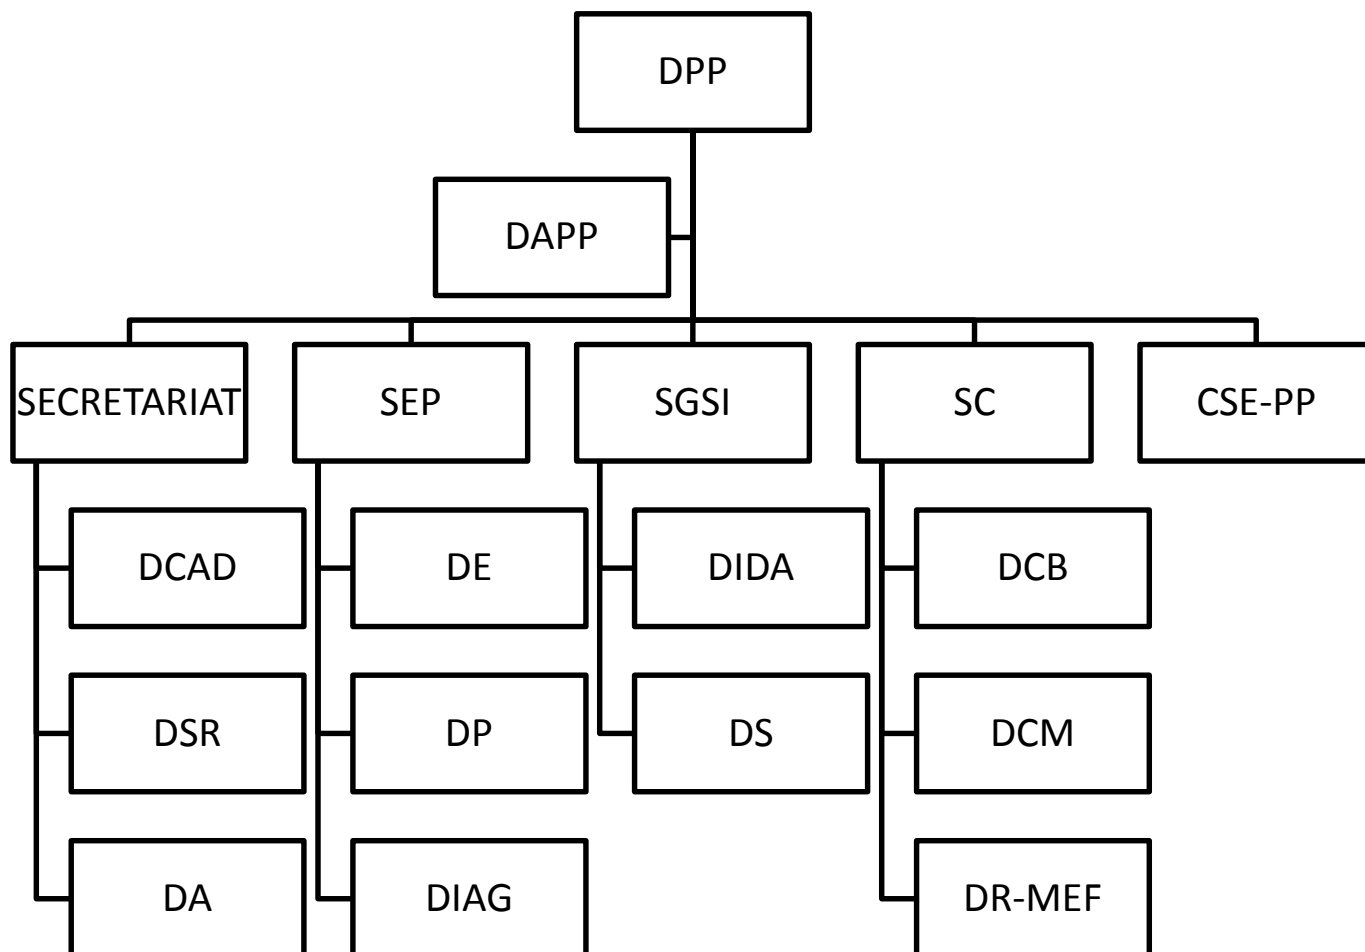 DPP
DAPP
SECRETARIAT
SEP
SGSI
SC
CSE-PP
DCAD
DE
DIDA
DCB
DSR
DP
DS
DCM
DA
DIAG
DR-MEF